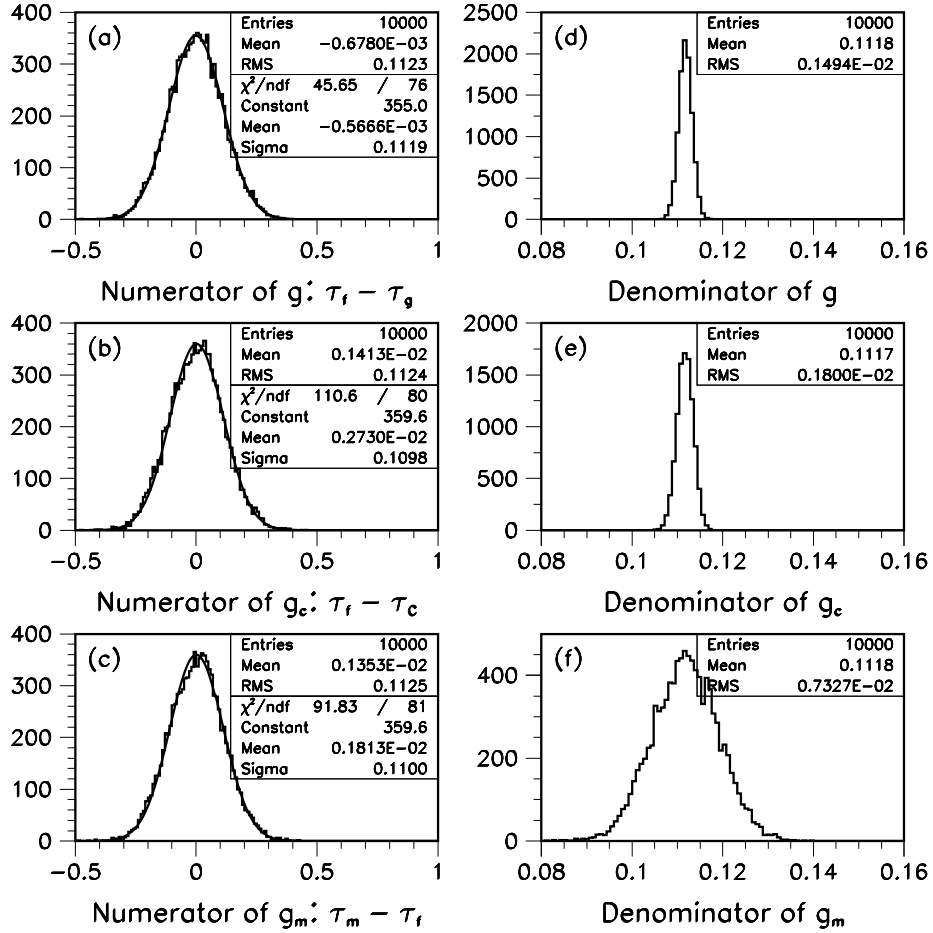 400
300
200
100
0
(a)
Entries 10000
Mean −0.6780E−03
RMS 0.1123
χ²/ndf 45.65 / 76
Constant 355.0
Mean −0.5666E−03
Sigma 0.1119
−0.5 0 0.5 1
Numerator of g: τf − τg
2500
2000
1500
1000
500
0
(d)
Entries 10000
Mean 0.1118
RMS 0.1494E−02
0.08 0.1 0.12 0.14 0.16
Denominator of g
400
300
200
100
0
(b)
Entries 10000
Mean 0.1413E−02
RMS 0.1124
χ²/ndf 110.6 / 80
Constant 359.6
Mean 0.2730E−02
Sigma 0.1098
−0.5 0 0.5 1
Numerator of gc: τf − τC
2000
1500
1000
500
0
(e)
Entries 10000
Mean 0.1117
RMS 0.1800E−02
0.08 0.1 0.12 0.14 0.16
Denominator of gc
400
300
200
100
0
(c)
Entries 10000
Mean 0.1353E−02
RMS 0.1125
χ²/ndf 91.83 / 81
Constant 359.6
Mean 0.1813E−02
Sigma 0.1100
−0.5 0 0.5 1
Numerator of gm: τm − τf
400
200
0
(f)
Entries 10000
Mean 0.1118
RMS 0.7327E−02
0.08 0.1 0.12 0.14 0.16
Denominator of gm